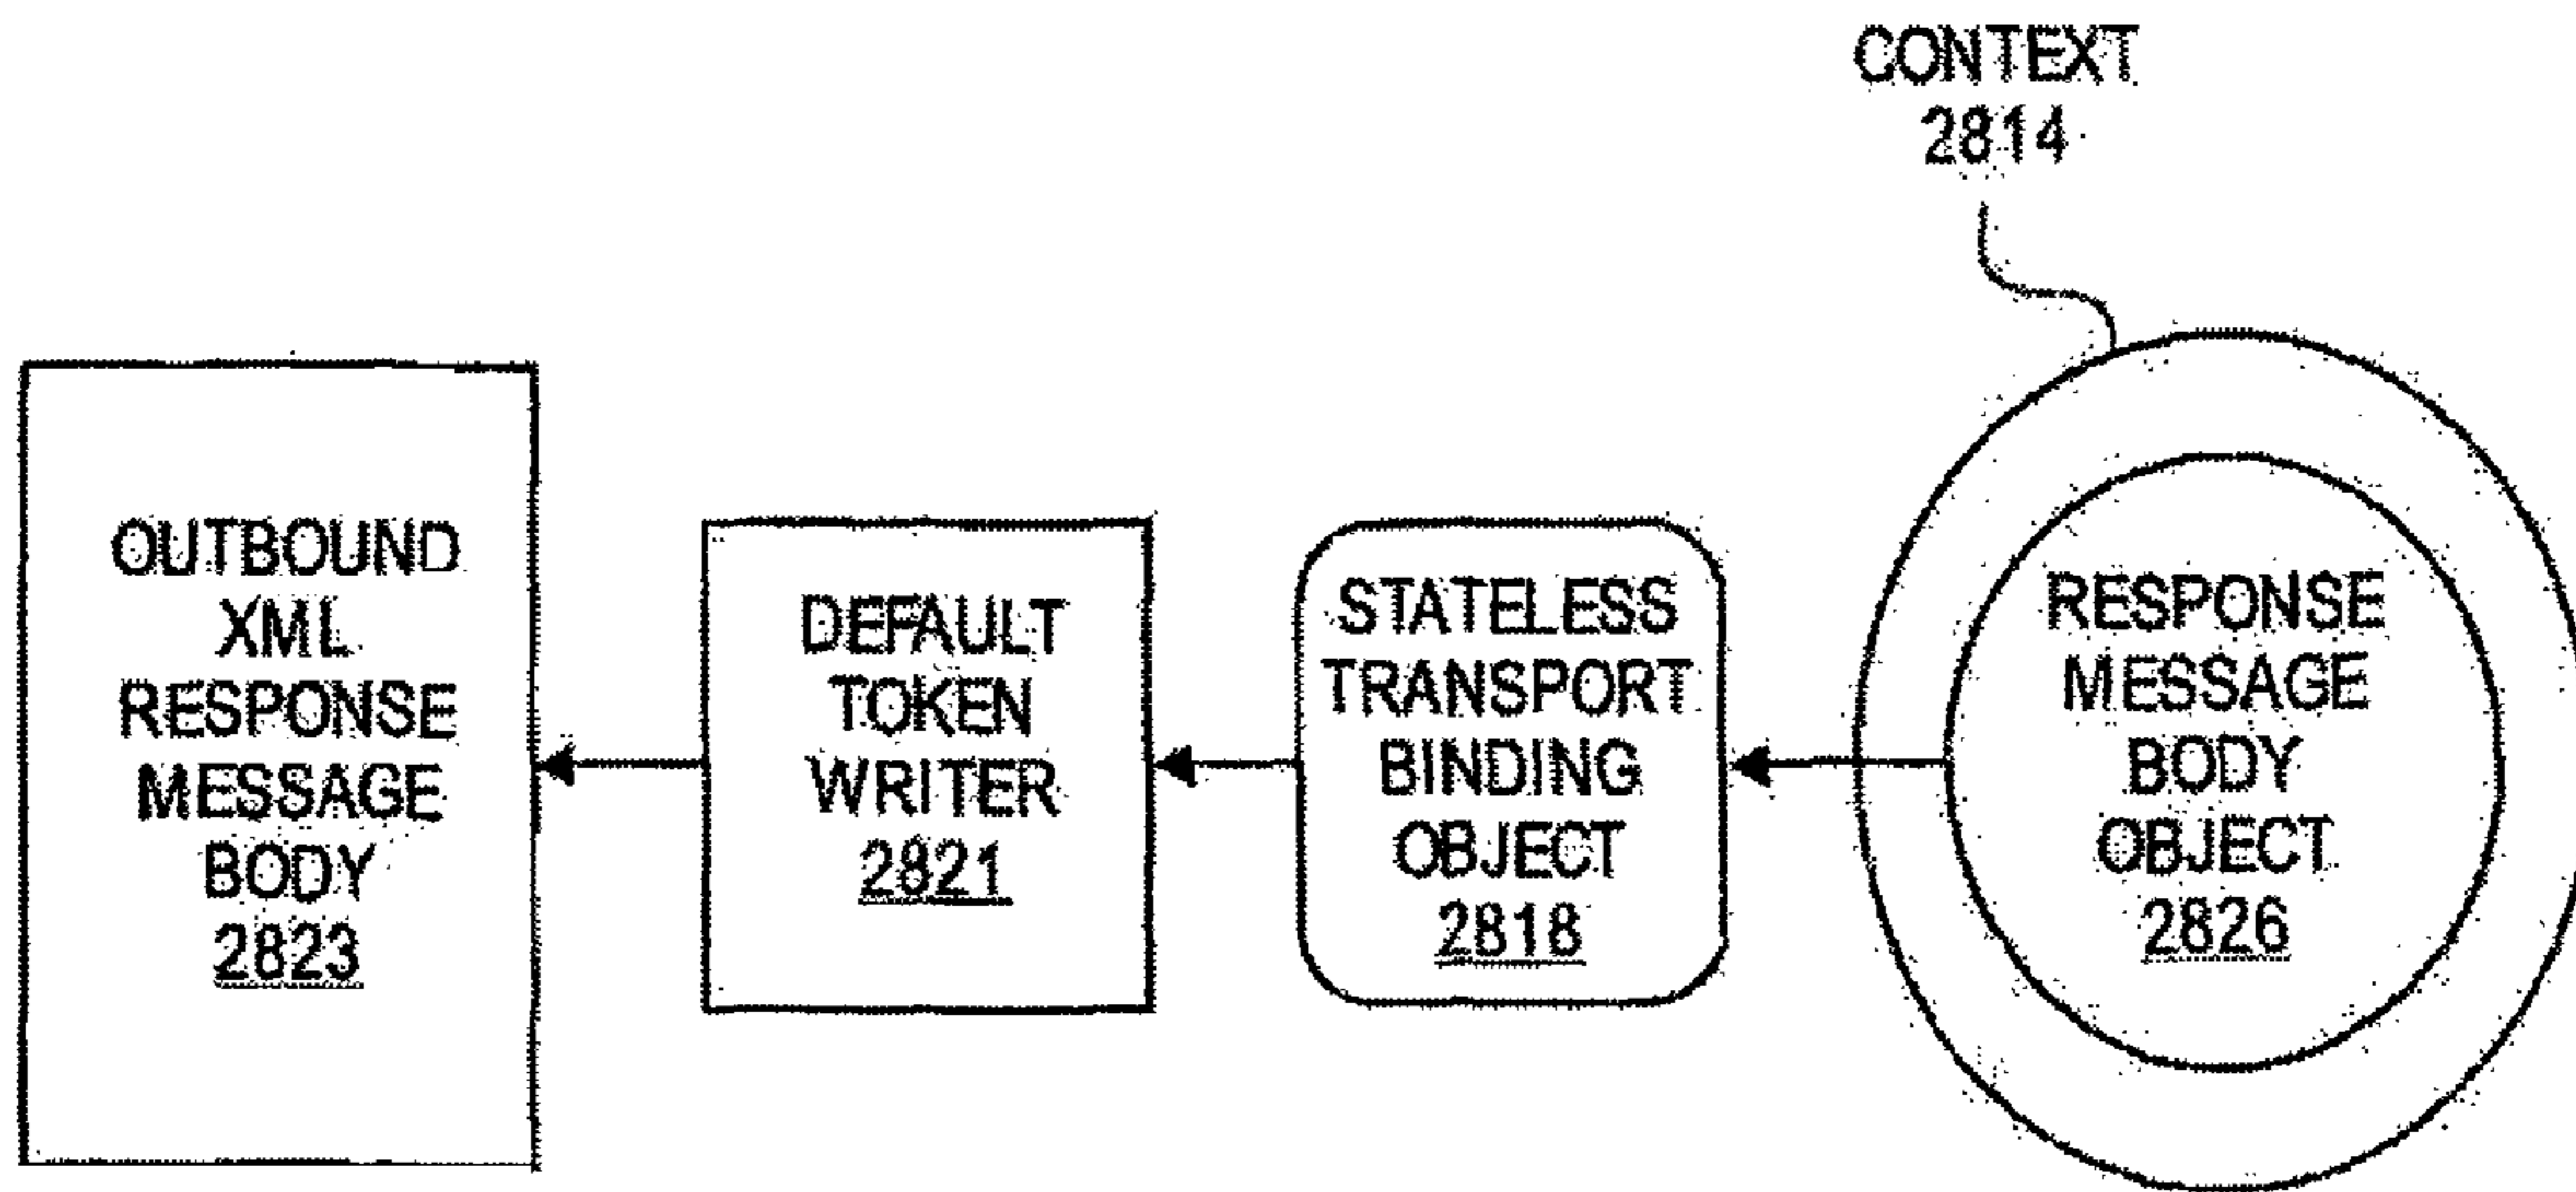 CONTEXT
2814
OUTBOUND
XML
RESPONSE
MESSAGE
BODY
2823
DEFAULT
TOKEN
WRITER
2821
STATELESS
TRANSPORT
BINDING
OBJECT
2818
RESPONSE
MESSAGE
BODY
OBJECT
2826